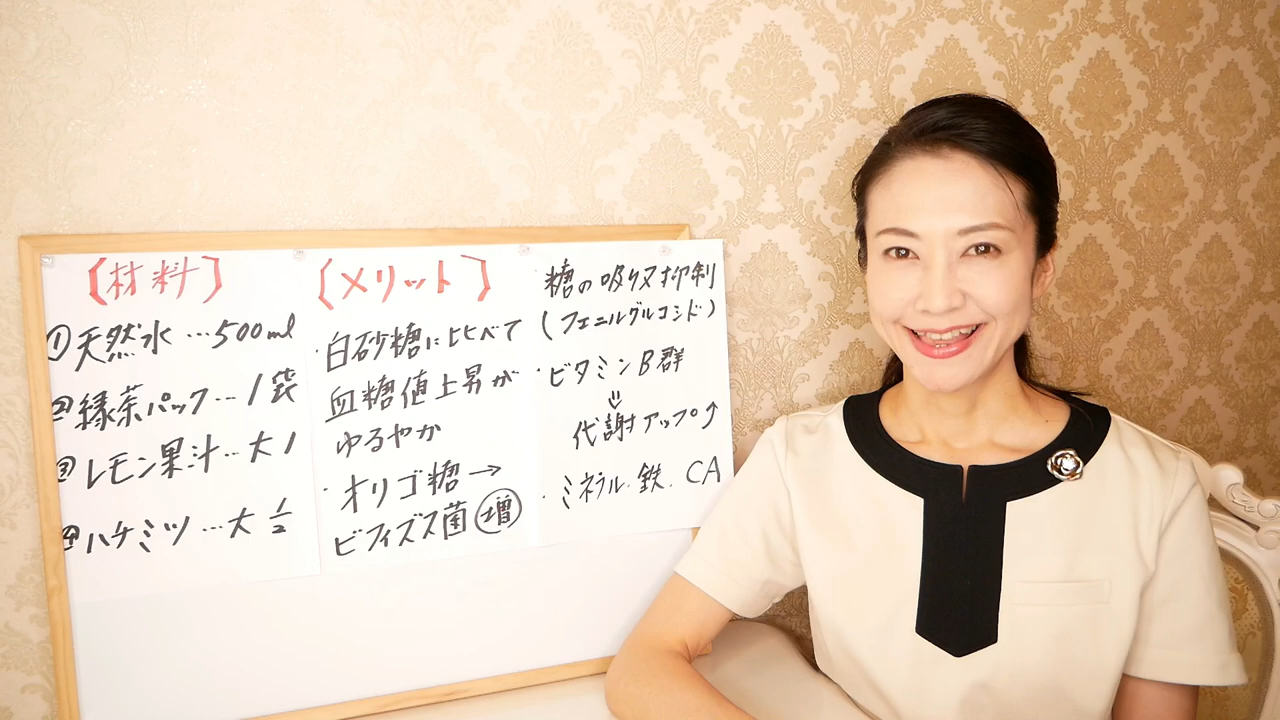 【材料】
①天然水…500ml
②緑茶パック…1袋
③レモン果汁…大1
④ハチミツ…大1/2
【メリット】
・白砂糖に比べて
血糖値上昇が
ゆるやか
・オリゴ糖→
ビフィズス菌増
・糖の吸収抑制
(フェニルグルコシド)
・ビタミンB群
⇓
代謝アップ↑
・ミネラル.鉄.CA